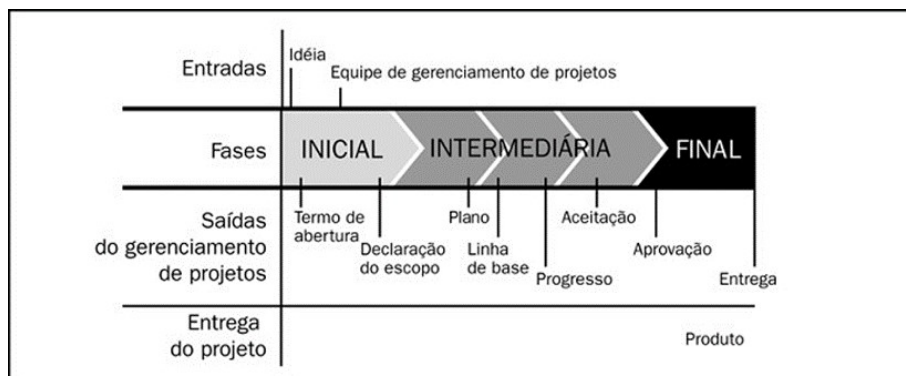 Idéia
Entradas
Equipe de gerenciamento de projetos
Fases
INICIAL
INTERMEDIÁRIA
FINAL
Saídas
do gerenciamento
de projetos
Termo de
abertura
Declaração
do escopo
Plano
Linha
de base
Progresso
Aceitação
Aprovação
Entrega
Entrega
do projeto
Produto